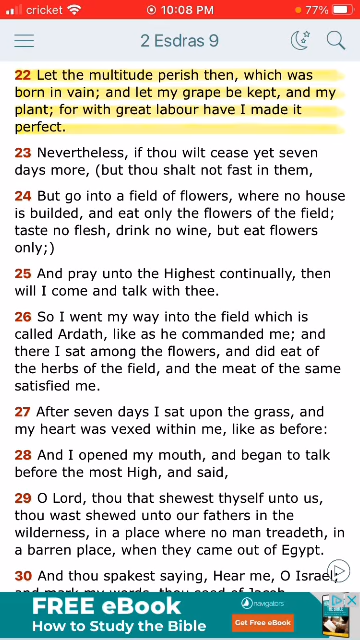 cricket
10:08 PM
77%
2 Esdras 9
22 Let the multitude perish then, which was
born in vain; and let my grape be kept, and my
plant; for with great labour have I made it
perfect.
23 Nevertheless, if thou wilt cease yet seven
days more, (but thou shalt not fast in them,
24 But go into a field of flowers, where no house
is builded, and eat only the flowers of the field;
taste no flesh, drink no wine, but eat flowers
only;)
25 And pray unto the Highest continually, then
will I come and talk with thee.
26 So I went my way into the field which is
called Ardath, like as he commanded me; and
there I sat among the flowers, and did eat of
the herbs of the field, and the meat of the same
satisfied me.
27 After seven days I sat upon the grass, and
my heart was vexed within me, like as before:
28 And I opened my mouth, and began to talk
before the most High, and said,
29 O Lord, thou that shewest thyself unto us,
thou wast shewed unto our fathers in the
wilderness, in a place where no man treadeth, in
a barren place, when they came out of Egypt.
30 And thou spakest saying, Hear me, O Israel;
and mark my words, thou seed of Jacob.
FREE eBook
How to Study the Bible
navigators
Get Free eBook